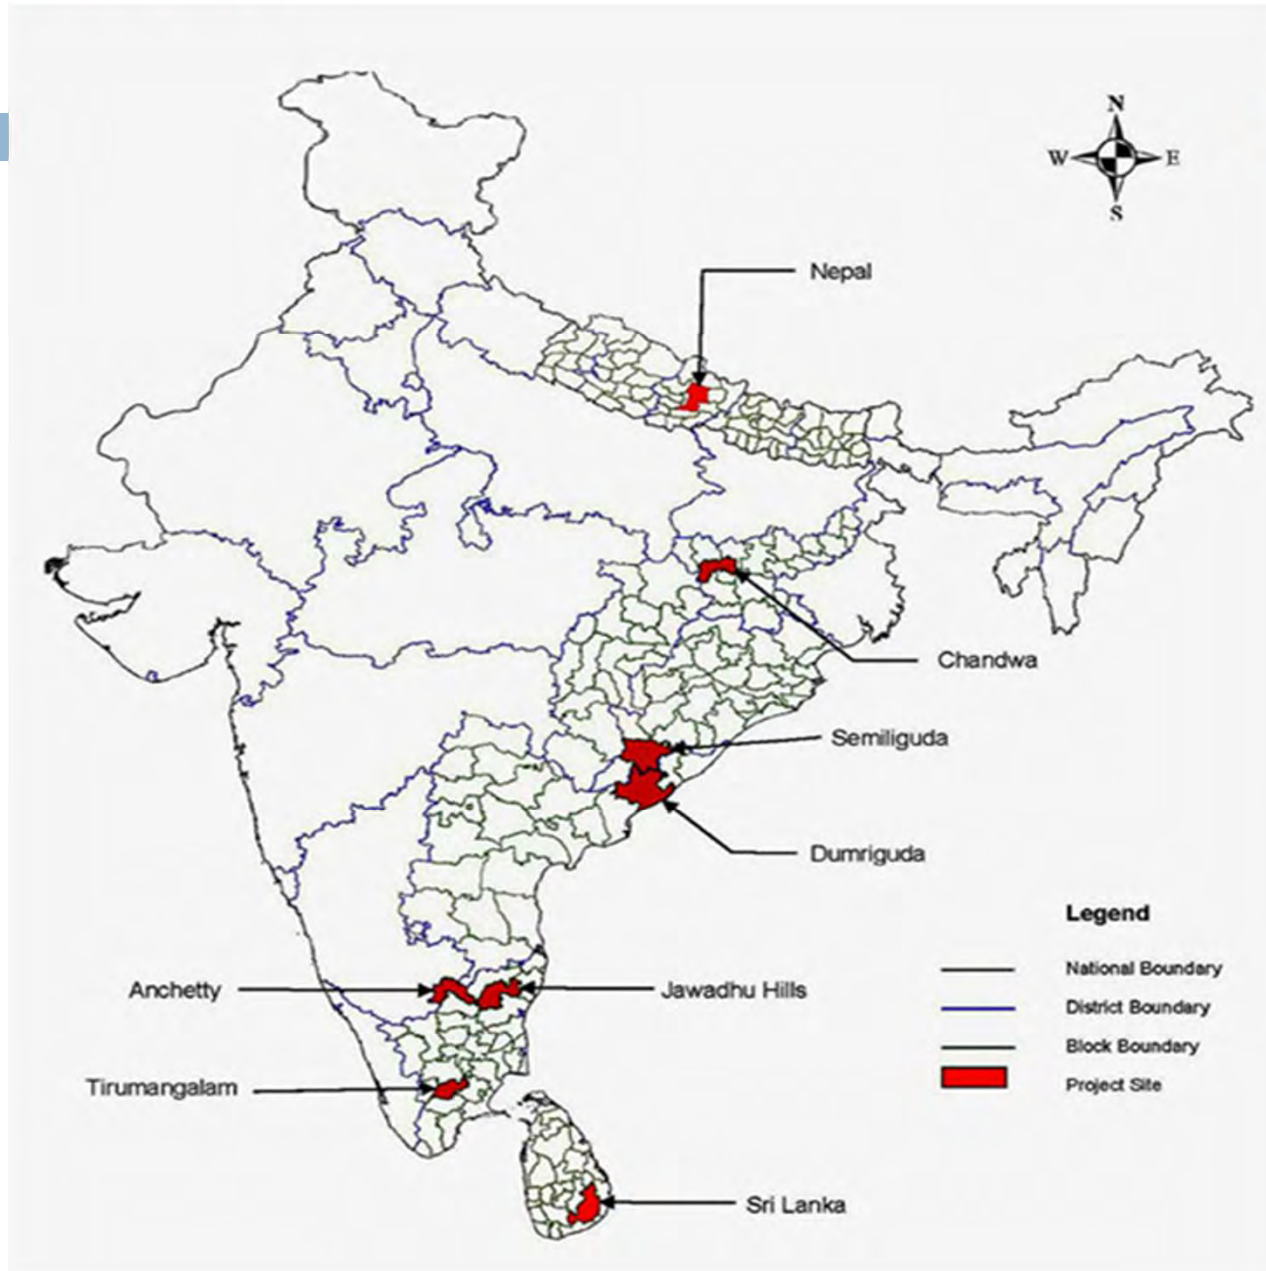 N
W E
S
Nepal
Chandwa
Semiliguda
Dumriguda
Legend
National Boundary
Anchetty
Jawadhu Hills
District Boundary
Block Boundary
Tirumangalam
Project Site
Sri Lanka